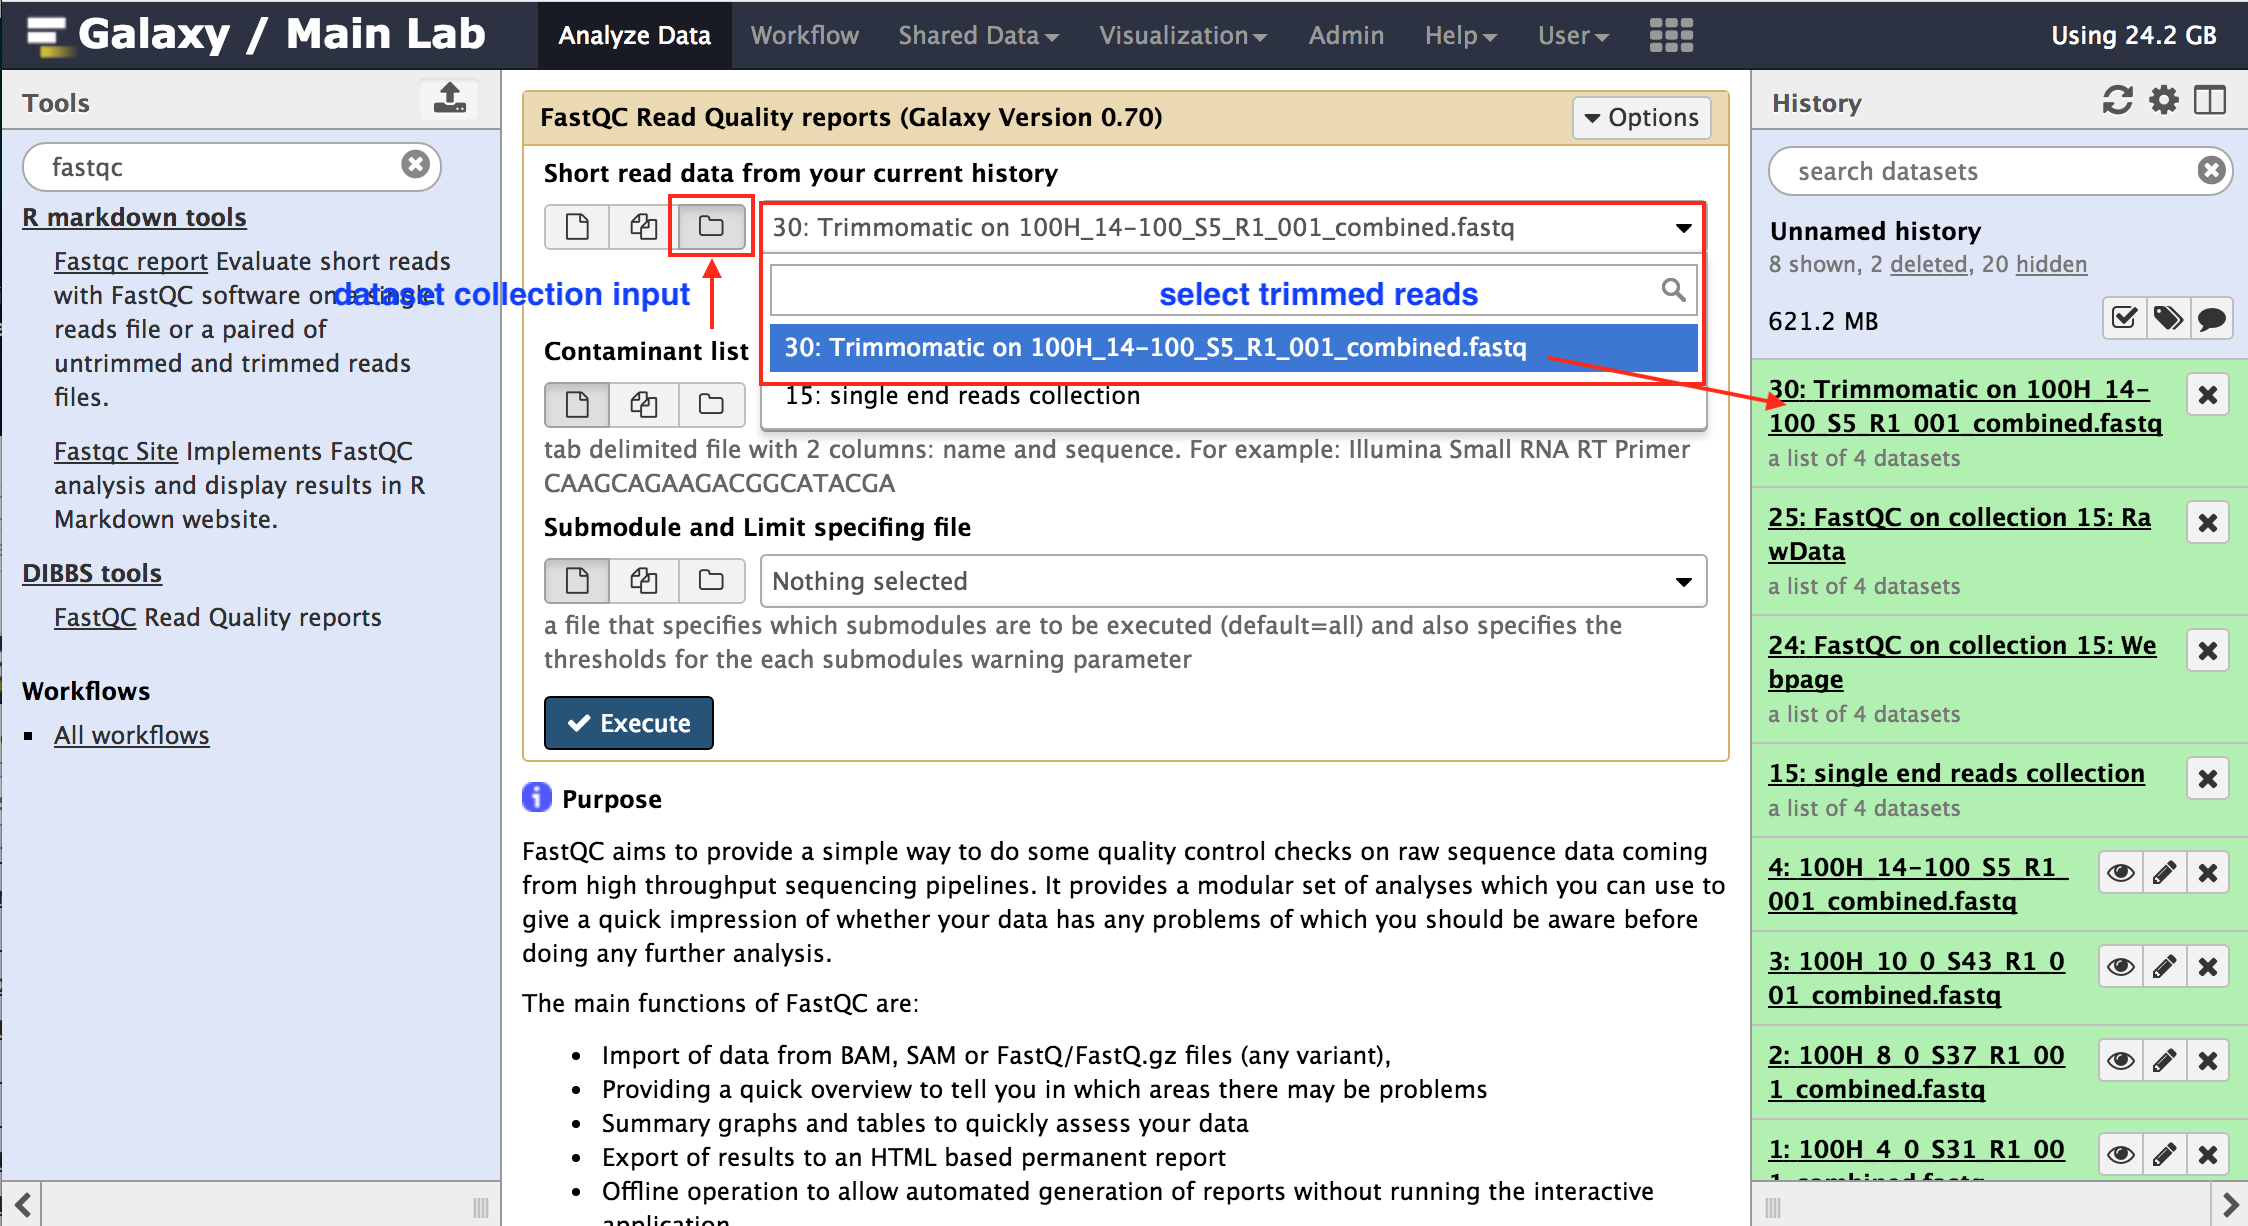 Galaxy / Main Lab
Analyze Data
Workflow
Shared Data
Visualization
Admin
Help
User
Using 24.2 GB
Tools
fastqc
R markdown tools
Fastqc report Evaluate short reads
with FastQC software on a single
reads file or a paired of
untrimmed and trimmed reads
files.
Fastqc Site Implements FastQC
analysis and display results in R
Markdown website.
DIBBS tools
FastQC Read Quality reports
Workflows
All workflows
FastQC Read Quality reports (Galaxy Version 0.70)
Options
Short read data from your current history
30: Trimmomatic on 100H_14-100_S5_R1_001_combined.fastq
dataset collection input
select trimmed reads
30: Trimmomatic on 100H_14-100_S5_R1_001_combined.fastq
15: single end reads collection
Contaminant list
tab delimited file with 2 columns: name and sequence. For example: Illumina Small RNA RT Primer
CAAGCAGAAGACGGCATACGA
Submodule and Limit specifing file
Nothing selected
a file that specifies which submodules are to be executed (default=all) and also specifies the
thresholds for the each submodules warning parameter
Execute
Purpose
FastQC aims to provide a simple way to do some quality control checks on raw sequence data coming
from high throughput sequencing pipelines. It provides a modular set of analyses which you can use to
give a quick impression of whether your data has any problems of which you should be aware before
doing any further analysis.
The main functions of FastQC are:
• Import of data from BAM, SAM or FastQ/FastQ.gz files (any variant),
• Providing a quick overview to tell you in which areas there may be problems
• Summary graphs and tables to quickly assess your data
• Export of results to an HTML based permanent report
• Offline operation to allow automated generation of reports without running the interactive
application
History
search datasets
Unnamed history
8 shown, 2 deleted, 20 hidden
621.2 MB
30: Trimmomatic on 100H_14-
100_S5_R1_001_combined.fastq
a list of 4 datasets
25: FastQC on collection 15: Ra
wData
a list of 4 datasets
24: FastQC on collection 15: We
bpage
a list of 4 datasets
15: single end reads collection
a list of 4 datasets
4: 100H_14-100_S5_R1_
001_combined.fastq
3: 100H_10_0_S43_R1_0
01_combined.fastq
2: 100H_8_0_S37_R1_00
1_combined.fastq
1: 100H_4_0_S31_R1_00
1_combined.fastq